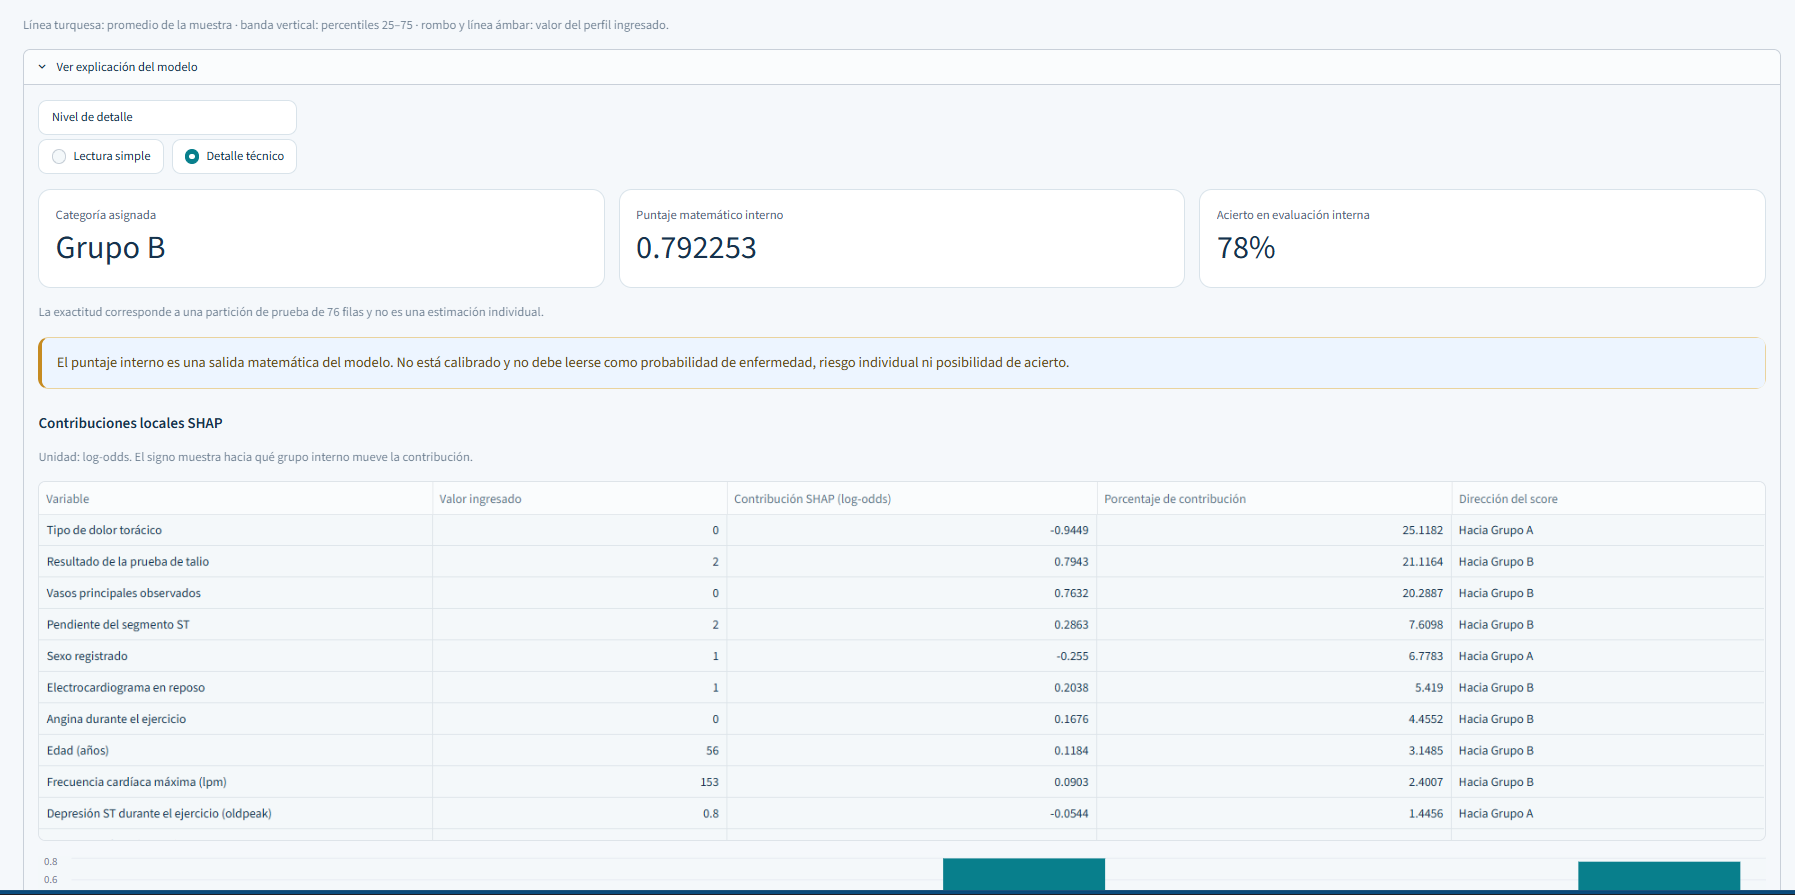 Línea turquesa: promedio de la muestra · banda vertical: percentiles 25–75 · rombo y línea ámbar: valor del perfil ingresado.
Ver explicación del modelo
Nivel de detalle
Lectura simple Detalle técnico
Categoría asignada Puntaje matemático interno Acierto en evaluación interna
Grupo B 0.792253 78%
La exactitud corresponde a una partición de prueba de 76 filas y no es una estimación individual.
El puntaje interno es una salida matemática del modelo. No está calibrado y no debe leerse como probabilidad de enfermedad, riesgo individual ni posibilidad de acierto.
Contribuciones locales SHAP
Unidad: log-odds. El signo muestra hacia qué grupo interno mueve la contribución.
Variable Valor ingresado Contribución SHAP (log-odds) Porcentaje de contribución Dirección del score
Tipo de dolor torácico 0 -0.9449 25.1182 Hacia Grupo A
Resultado de la prueba de talio 2 0.7943 21.1164 Hacia Grupo B
Vasos principales observados 0 0.7632 20.2887 Hacia Grupo B
Pendiente del segmento ST 2 0.2863 7.6098 Hacia Grupo B
Sexo registrado 1 -0.255 6.7783 Hacia Grupo A
Electrocardiograma en reposo 1 0.2038 5.419 Hacia Grupo B
Angina durante el ejercicio 0 0.1676 4.4552 Hacia Grupo B
Edad (años) 56 0.1184 3.1485 Hacia Grupo B
Frecuencia cardíaca máxima (lpm) 153 0.0903 2.4007 Hacia Grupo B
Depresión ST durante el ejercicio (oldpeak) 0.8 -0.0544 1.4456 Hacia Grupo A
0.8
0.6